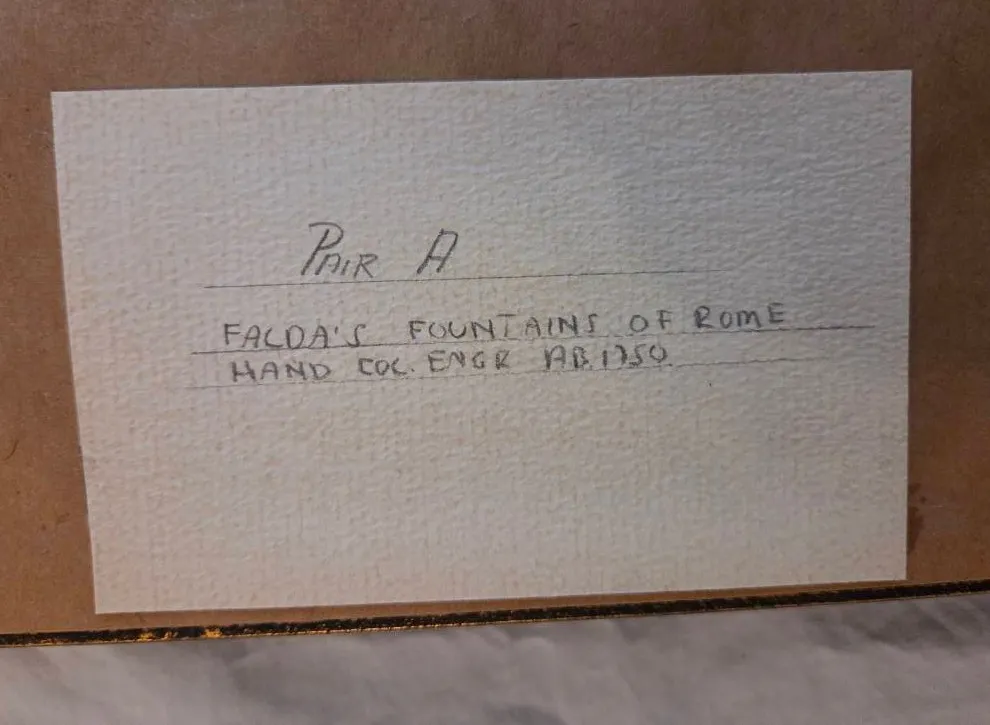 PAIR A
FALDA'S FOUNTAINS OF ROME
HAND COL. ENGR AB. 1750.